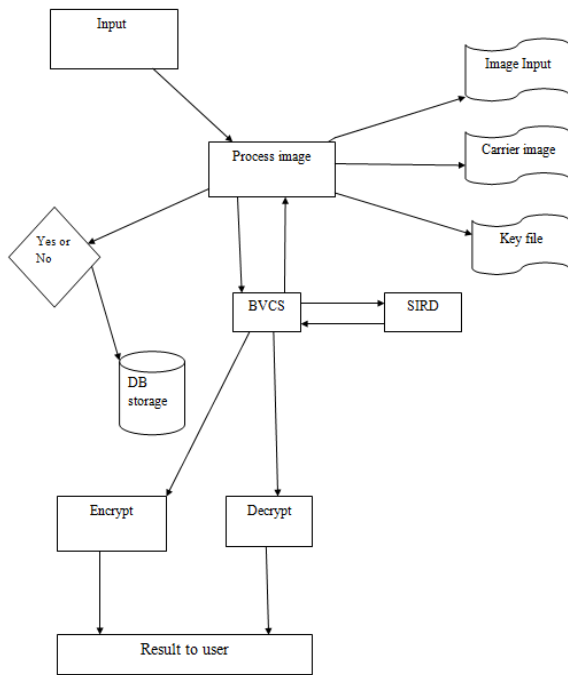 Input
Image Input
Carrier image
Process image
Key file
Yes or
No
BVCS
SIRD
DB
storage
Encrypt
Decrypt
Result to user